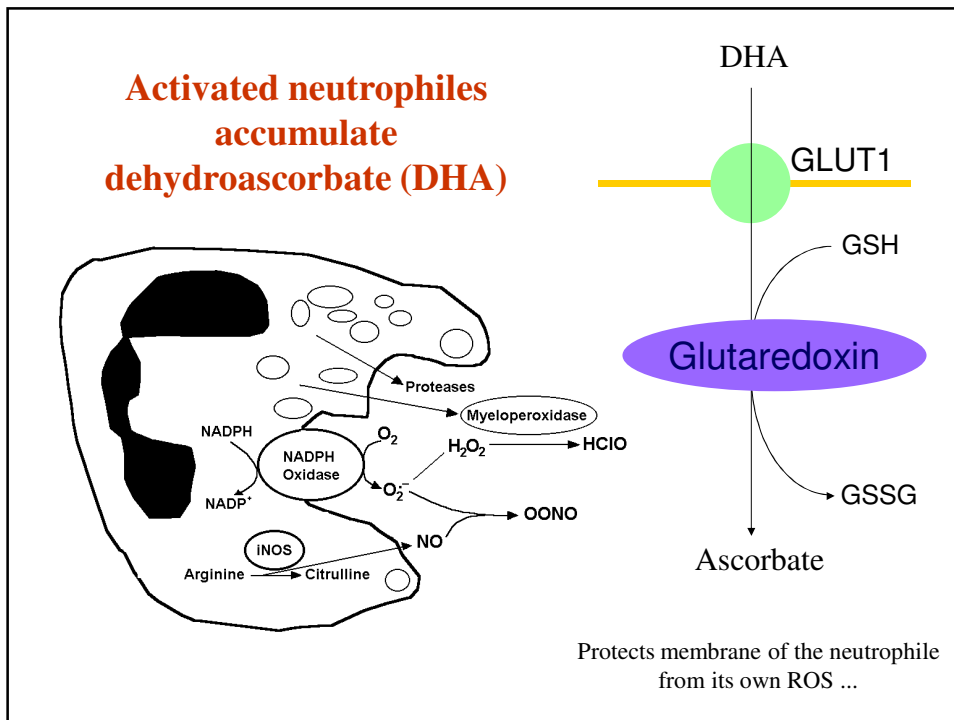 Activated neutrophiles
accumulate
dehydroascorbate (DHA)
DHA
GLUT1
GSH
Glutaredoxin
GSSG
Ascorbate
Proteases
Myeloperoxidase
NADPH
NADP⁺
NADPH
Oxidase
O₂
O₂·⁻
H₂O₂
HClO
OONO
NO
iNOS
Arginine
Citrulline
Protects membrane of the neutrophile
from its own ROS ...